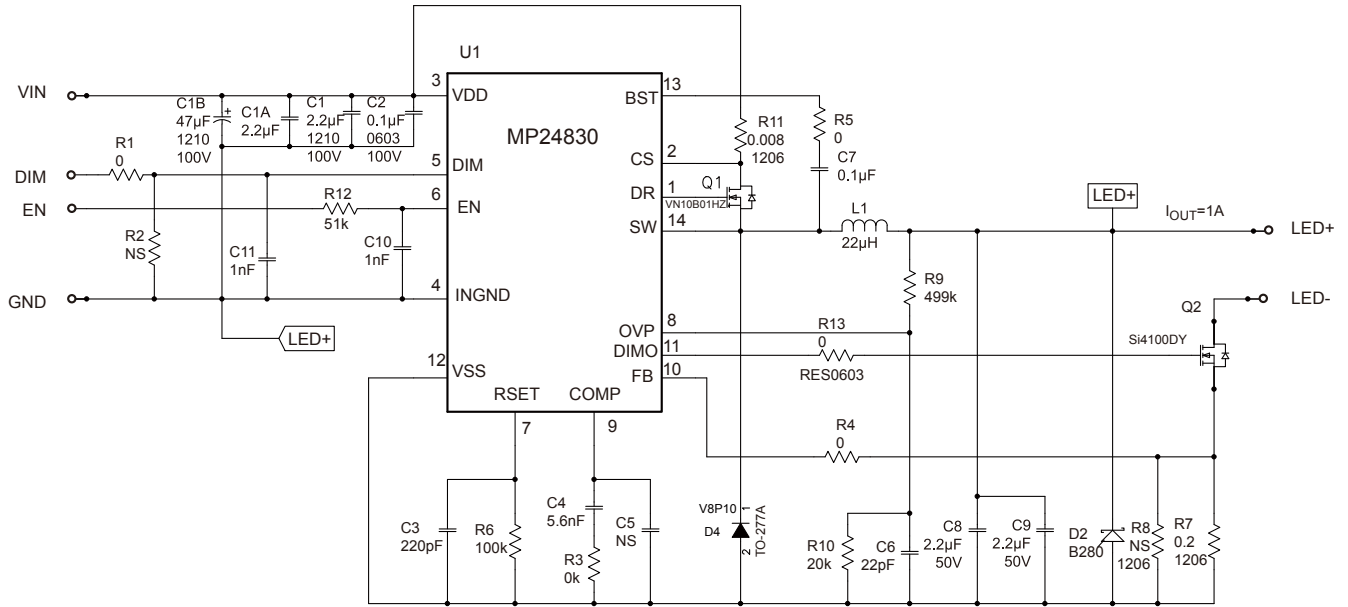 U1
MP24830
VIN
DIM
EN
GND
C1B
47µF
1210
100V
+
C1A
2.2µF
C1
2.2µF
1210
100V
C2
0.1µF
0603
100V
R1
0
R2
NS
C11
1nF
R12
51k
C10
1nF
LED+
3
VDD
5
DIM
6
EN
4
INGND
12
VSS
RSET
7
COMP
9
13
BST
2
CS
1
DR
14
SW
8
OVP
11
DIMO
10
FB
R11
0.008
1206
R5
0
C7
0.1µF
Q1
VN10B01HZ
L1
22µH
LED+
IOUT=1A
LED+
LED-
R9
499k
Q2
Si4100DY
R13
0
RES0603
R4
0
C3
220pF
R6
100k
C4
5.6nF
R3
0k
C5
NS
V8P10
D4
1
2
TO-277A
R10
20k
C6
22pF
C8
2.2µF
50V
C9
2.2µF
50V
D2
B280
R8
NS
1206
R7
0.2
1206